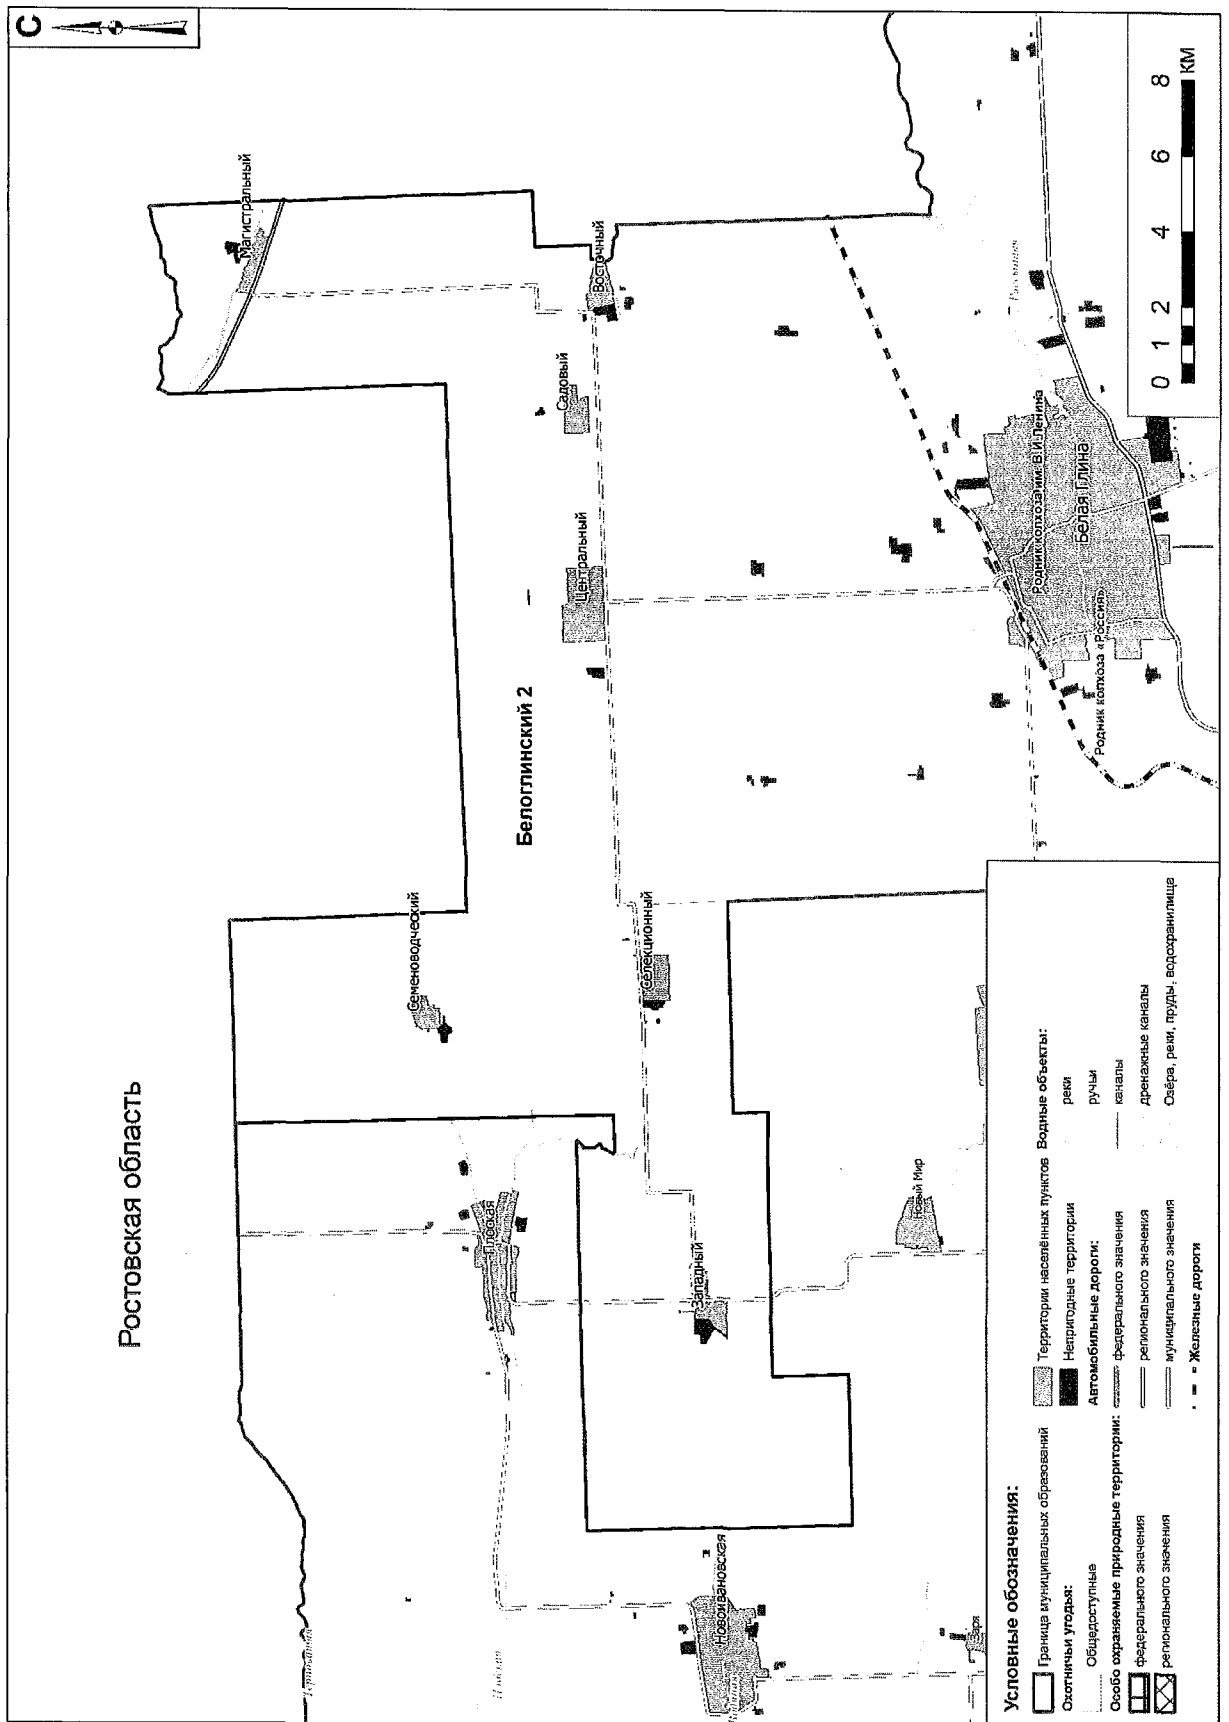 С
Ростовская область
Магистральный
Восточный
Садовый
Центральный
Белоглинский 2
Семеноводческий
Селекционный
Плоская
Западный
Новый Мир
Новоивановская
Заря
Родник колхоза им. В.И.Ленина
Белая Глина
Родник колхоза «Россия»
0 1 2 4 6 8
КМ
Условные обозначения:
Граница муниципальных образований
Охотничьи угодья:
Общедоступные
Особо охраняемые природные территории:
федерального значения
регионального значения
Территории населённых пунктов
Непригодные территории
Автомобильные дороги:
федерального значения
регионального значения
муниципального значения
Железные дороги
Водные объекты:
реки
ручьи
каналы
дренажные каналы
Озёра, реки, пруды, водохранилища